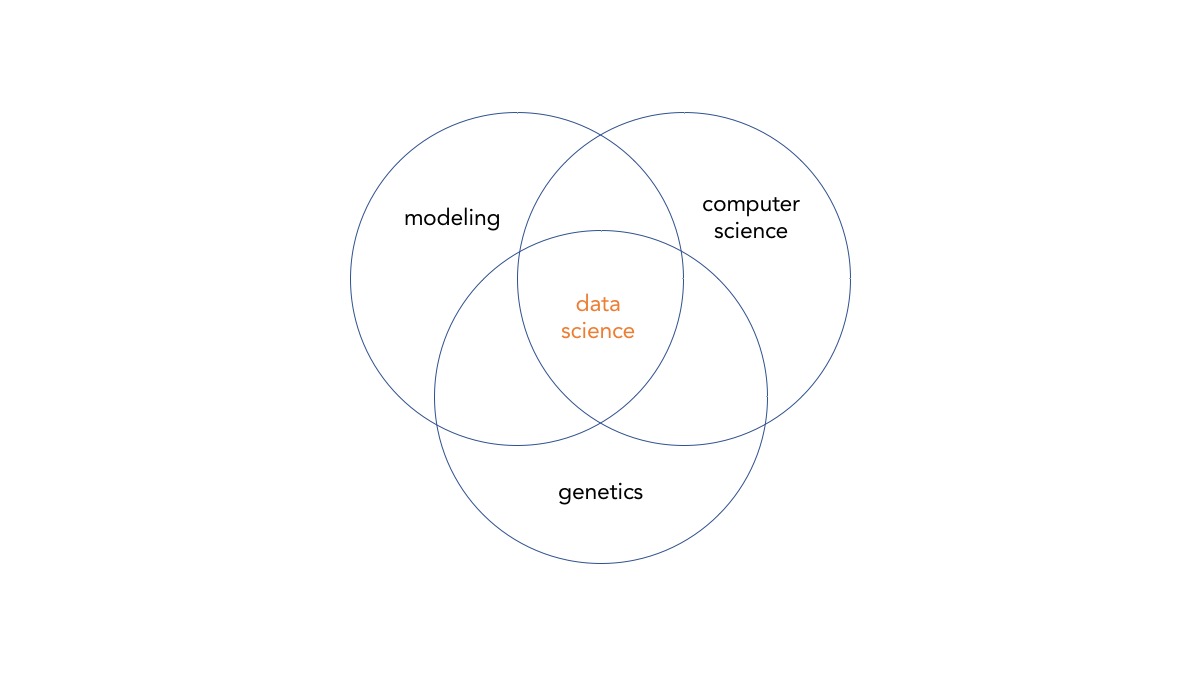 modeling
computer
science
data
science
genetics